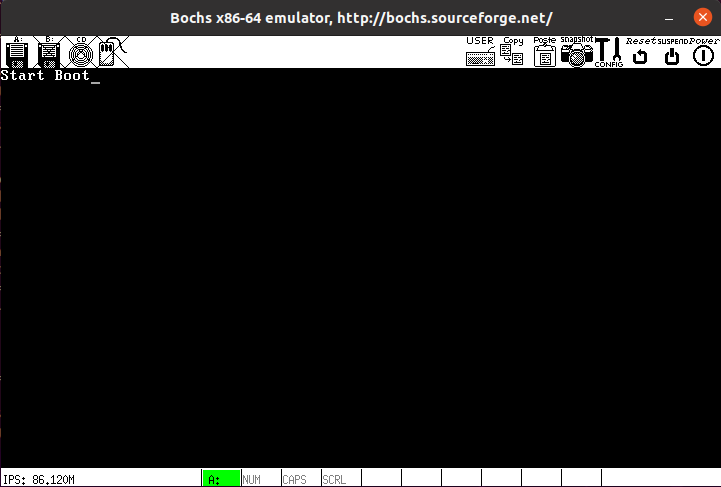 Bochs x86-64 emulator, http://bochs.sourceforge.net/
A: B: CD USER Copy Paste Snapshot CONFIG Reset SUSPEND Power
Start Boot_
IPS: 86.120M A: NUM CAPS SCRL